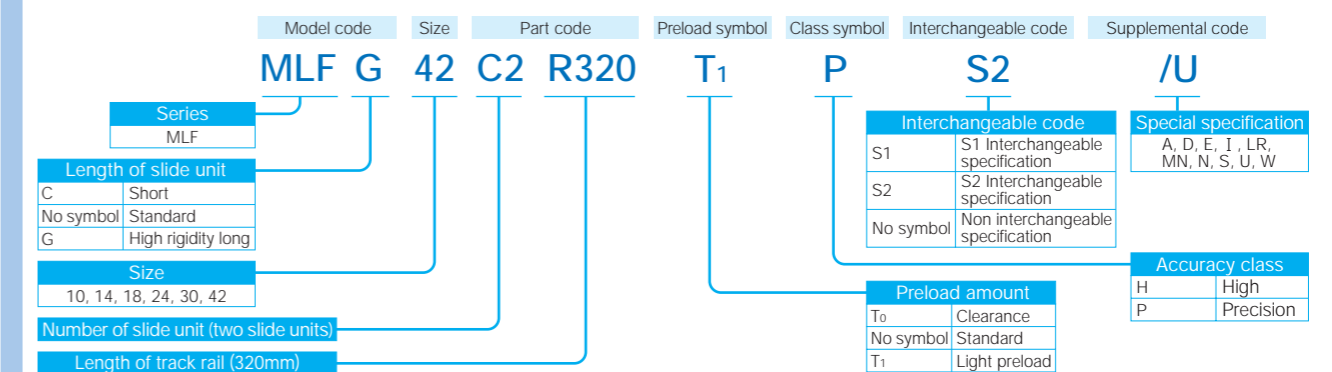 Model code Size Part code Preload symbol Class symbol Interchangeable code Supplemental code
MLF G 42 C2 R320 T1 P S2 /U
Series
MLF
Length of slide unit
C Short
No symbol Standard
G High rigidity long
Size
10, 14, 18, 24, 30, 42
Number of slide unit (two slide units)
Length of track rail (320mm)
Interchangeable code
S1 S1 Interchangeable
specification
S2 S2 Interchangeable
specification
No symbol Non interchangeable
specification
Special specification
A, D, E, I , LR,
MN, N, S, U, W
Accuracy class
H High
P Precision
Preload amount
T0 Clearance
No symbol Standard
T1 Light preload